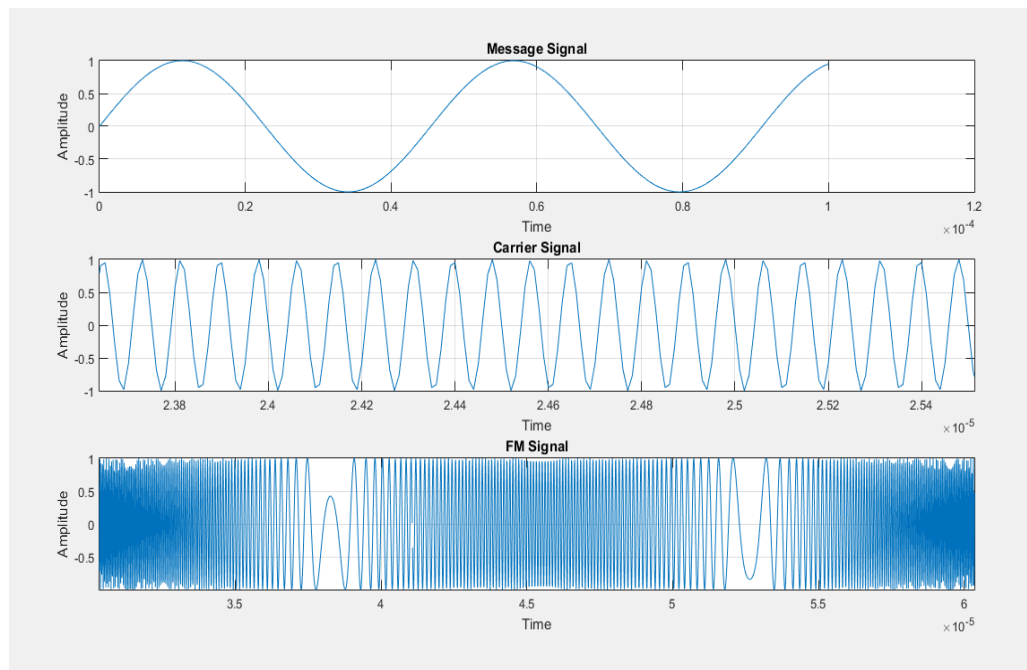 Message Signal
1
0.5
0
-0.5
-1
Amplitude
0 0.2 0.4 0.6 0.8 1 1.2
Time
×10-4
Carrier Signal
1
0.5
0
-0.5
-1
Amplitude
2.38 2.4 2.42 2.44 2.46 2.48 2.5 2.52 2.54
Time
×10-5
FM Signal
1
0.5
0
-0.5
Amplitude
3.5 4 4.5 5 5.5 6
Time
×10-5